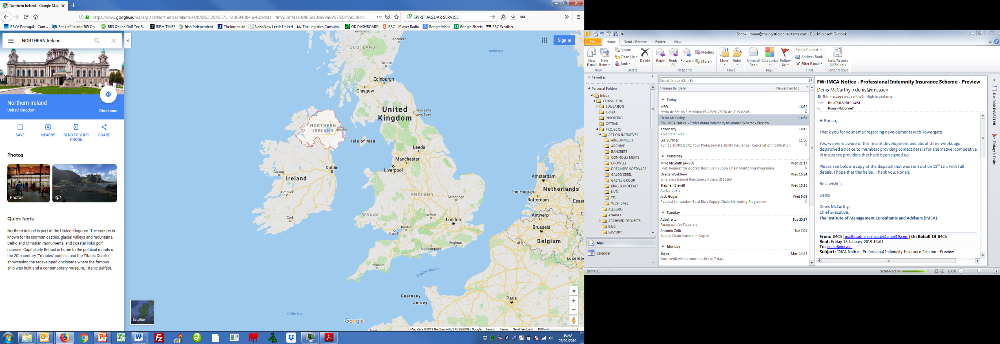 Northern Ireland - Google Map
https://www.google.ie/maps/place/Northern+Ireland,+UK/@53.0940573,-8.3694084,6.46z/data=!4m5!3m4!1s0x485e10ca99a69975:0xf7e528ef6
SPIRIT JAGUAR SERVICE
BBVA Portugal – Cont...
Bank of Ireland 365 On...
BRS Online Golf Tee B...
IRISH TIMES
Irish Independent
TheJournal.ie
NewsNow Leeds United
The Logistics Consulta...
OD DASHBOARD
BBC - iPlayer Radio
Google Maps
Google Sheets
BBC Weather
NORTHERN Ireland
Northern Ireland
United Kingdom
Directions
SAVE
NEARBY
SEND TO YOUR
PHONE
SHARE
Photos
Photos
Quick facts
Northern Ireland is part of the United Kingdom. The country is
known for its Norman castles, glacial valleys and mountains,
Celtic and Christian monuments, and coastal links golf
courses. Capital city Belfast is home to the political murals of
the 20th-century 'Troubles' conflict, and the Titanic Quarter,
showcasing the redeveloped dockyards where the famous
ship was built and a contemporary museum, Titanic Belfast.
Sign in
Inverness
Aberdeen
SCOTLAND
North Sea
Dundee
Edinburgh
Glasgow
United
Kingdom
Newcastle
upon Tyne
NORTHERN
IRELAND
Belfast
Isle of Man
Leeds
Manchester
Liverpool
Dublin
Galway
Ireland
Limerick
Cork
ENGLAND
Cambridge
WALES
Oxford
London
Bristol
Cardiff
Brighton
Southampton
Plymouth
English Channel
Guernsey
Jersey
Celtic Sea
Amsterdam
The Hague
Netherlands
Rotterdam
Essen
Antwerp
Brussels
Lille
Belgium
Luxembo
Paris
Brest
Satellite
Google
Map data ©2019 GeoBasis-DE/BKG (©2009), Google
Ireland
Terms
Send feedback
100 km
16:43
07/02/2019
Inbox - ronan@thelogisticsconsultants.com (1) - Microsoft Outlook
File
Home
Send / Receive
Folder
View
New
E-mail
New
Items
New
Ignore
Clean Up
Junk
Delete
Delete
Reply
Reply
All
Forward
Meeting
More
Respond
Move
Rules
Move
Unread/
Read
Categorize
Follow
Up
Tags
Find a Contact
Address Book
Filter E-mail
Find
Send/Receive
All Folders
Send/Receive
Favorites
Personal Folders
Inbox
CONSULTING
EDUCATION
e-mail
INVOICING
OPTRAK
PROJECTS
ACT ON INITIATIVES
AIRCONMECH
ARCHIVE
BANCRETE
CONNOLLY MEATS
CROWLEY
DREAMTEC SOFTWARE
GALCO STEEL
GALTEE GROUP
KING & MOFFATT
NVD
TPI
WEST BAKE
ALLEGRO
ANABIO
ARCHIVED PROJECTS
B&G
EASYDRY
Mail
Calendar
Items: 15
Search Inbox (Ctrl+E)
Arrange By: Date
Newest on top
Today
MEO 16:32
Envio de Fatura Eletrónica: FT A/689175036 de 2019-02-05
Denis McCarthy 14:51
FW: IMCA Notice - Professional Indemnity Insurance Scheme - Preview
Adocherty 14:13
Accepted: BREXIT
Lee Sumner 11:36
REF: 15-DORX37IF01 Your Professional Liability Insurance - Cancellation notification.
Yesterday
Mike McGrath [ARVO] Wed 21:17
Fwd: Request for quotes: Bord Bia's Supply Chain Mentoring Programme
Oracle Workflow Wed 15:24
Enterprise Ireland Remittance Advice: 2115263
Stephen Blewitt Wed 15:15
Aurivo query
Jack Hogan Wed 9:25
Request for quotes: Bord Bia's Supply Chain Mentoring Programme
Tuesday
Adocherty Tue 20:37
Paragraph for Tipperary
Antonio Zrilić Tue 7:01
Supply Chain Summit in Zagreb
Monday
Skype Mon 14:42
Your credit will become inactive in 7 days
FW: IMCA Notice - Professional Indemnity Insurance Scheme - Preview
Denis McCarthy <denis@imca.ie>
This message was sent with High importance.
Sent: Thu 07/02/2019 14:51
To: 'Ronan McDonnell'
Hi Ronan,
Thank you for your email regarding developments with Towergate.
Yes, we were aware of this recent development and about three weeks ago
dispatched a notice to members providing contact details for alternative, competitive
PI insurance providers that have been signed up.
Please see below a copy of the dispatch that was sent out on 18th Jan, with full
details. I hope that this helps. Thank you, Ronan.
Best wishes,
Denis
Denis McCarthy,
Chief Executive,
The Institute of Management Consultants and Advisers (IMCA)
From: IMCA [mailto:admin=imca.ie@cmail19.com] On Behalf Of IMCA
Sent: Friday 18 January 2019 13:01
To: denis@imca.ie
Subject: IMCA Notice - Professional Indemnity Insurance Scheme - Preview
Tue 9:00: INVEST NI
Today: 3 Tasks
Send/Receive
100%